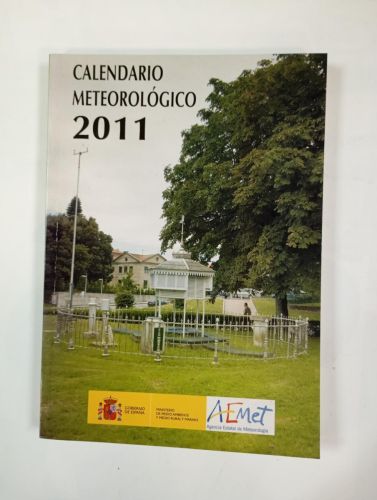 CALENDARIO
METEOROLÓGICO
2011
GOBIERNO
DE ESPAÑA
MINISTERIO
DE MEDIO AMBIENTE
Y MEDIO RURAL Y MARINO
AEMet
Agencia Estatal de Meteorología